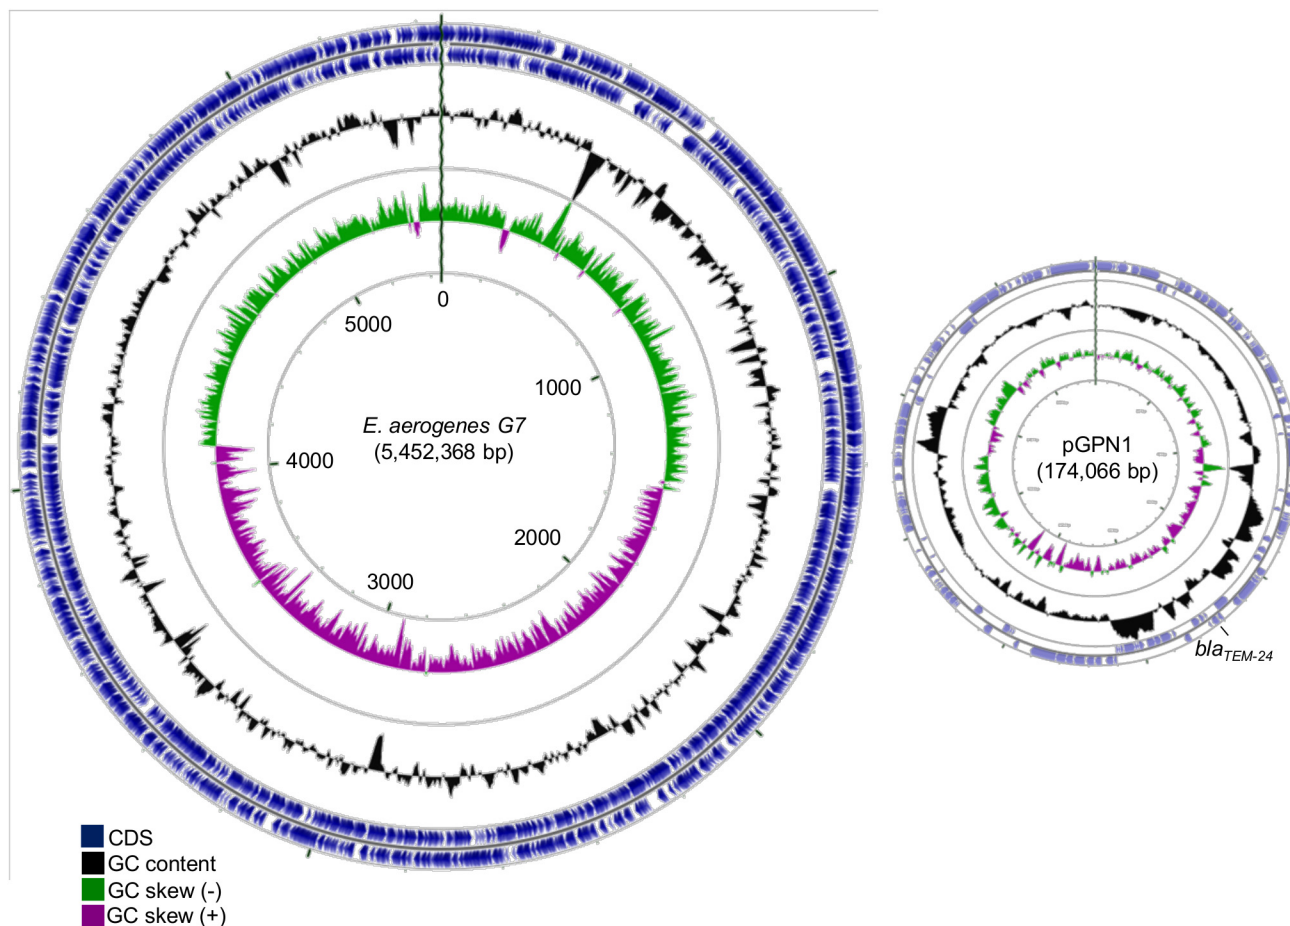 0
5000
1000
E. aerogenes G7
(5,452,368 bp)
4000
2000
3000
pGPN1
(174,066 bp)
blaTEM-24
CDS
GC content
GC skew (-)
GC skew (+)